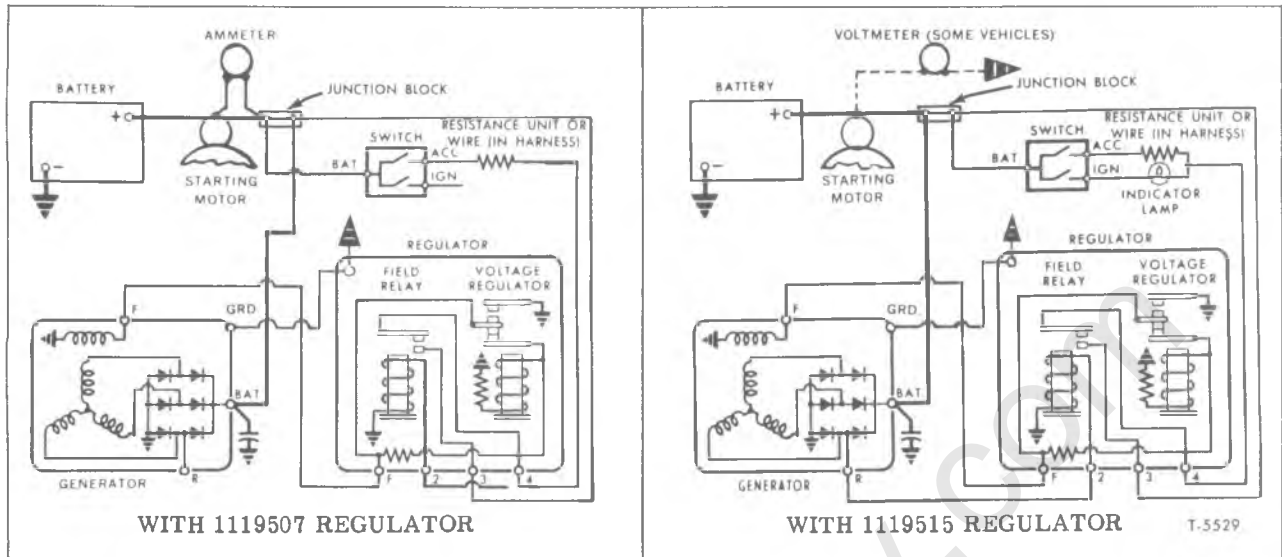 AMMETER
BATTERY
+
-
JUNCTION BLOCK
RESISTANCE UNIT OR
WIRE (IN HARNESS)
SWITCH
ACC
BAT
IGN
STARTING
MOTOR
REGULATOR
FIELD
RELAY
VOLTAGE
REGULATOR
F
GRD.
BAT.
R
GENERATOR
F
2
3
4
WITH 1119507 REGULATOR
VOLTMETER (SOME VEHICLES)
BATTERY
+
-
JUNCTION BLOCK
RESISTANCE UNIT OR
WIRE (IN HARNESS)
SWITCH
ACC.
BAT
IGN
INDICATOR
LAMP
STARTING
MOTOR
REGULATOR
FIELD
RELAY
VOLTAGE
REGULATOR
F
GRD.
BAT.
R
GENERATOR
F
2
3
4
WITH 1119515 REGULATOR
T-5529